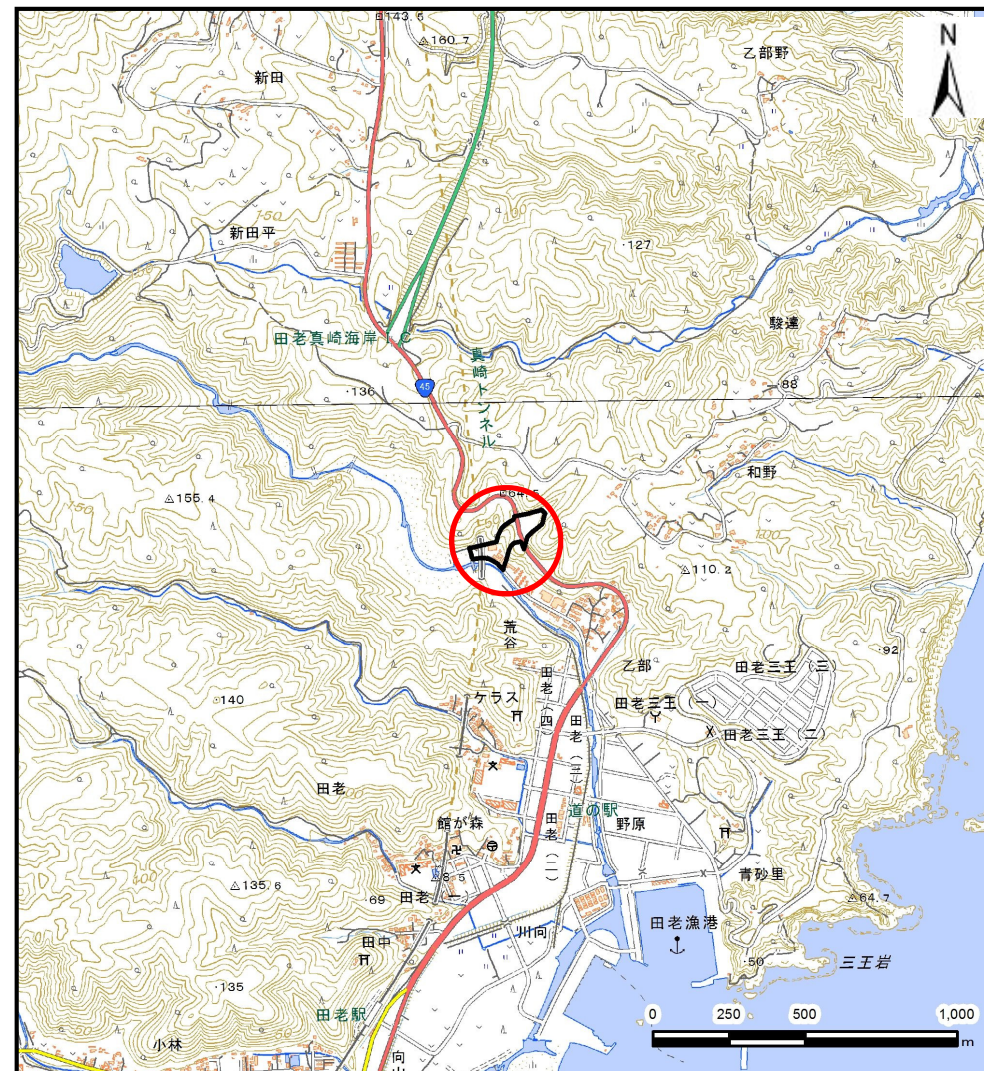 143.5
160.7
新田
乙部野
N
150
新田平
50
127
田老真崎海岸IC
駿達
真崎トンネル
45
136
88
和野
155.4
64.5
110.2
荒谷
92
田老(四)
乙部
田老三王(三)
ケラス
140
田老三王(一)
田老三王(二)
田老(三)
田老
100
道の駅
館が森
田老(二)
野原
8.5
135.6
69
田老(一)
青砂里
64.7
田老漁港
川向
田中
50
三王岩
135
田老駅
小林
向山
0 250 500 1,000
m